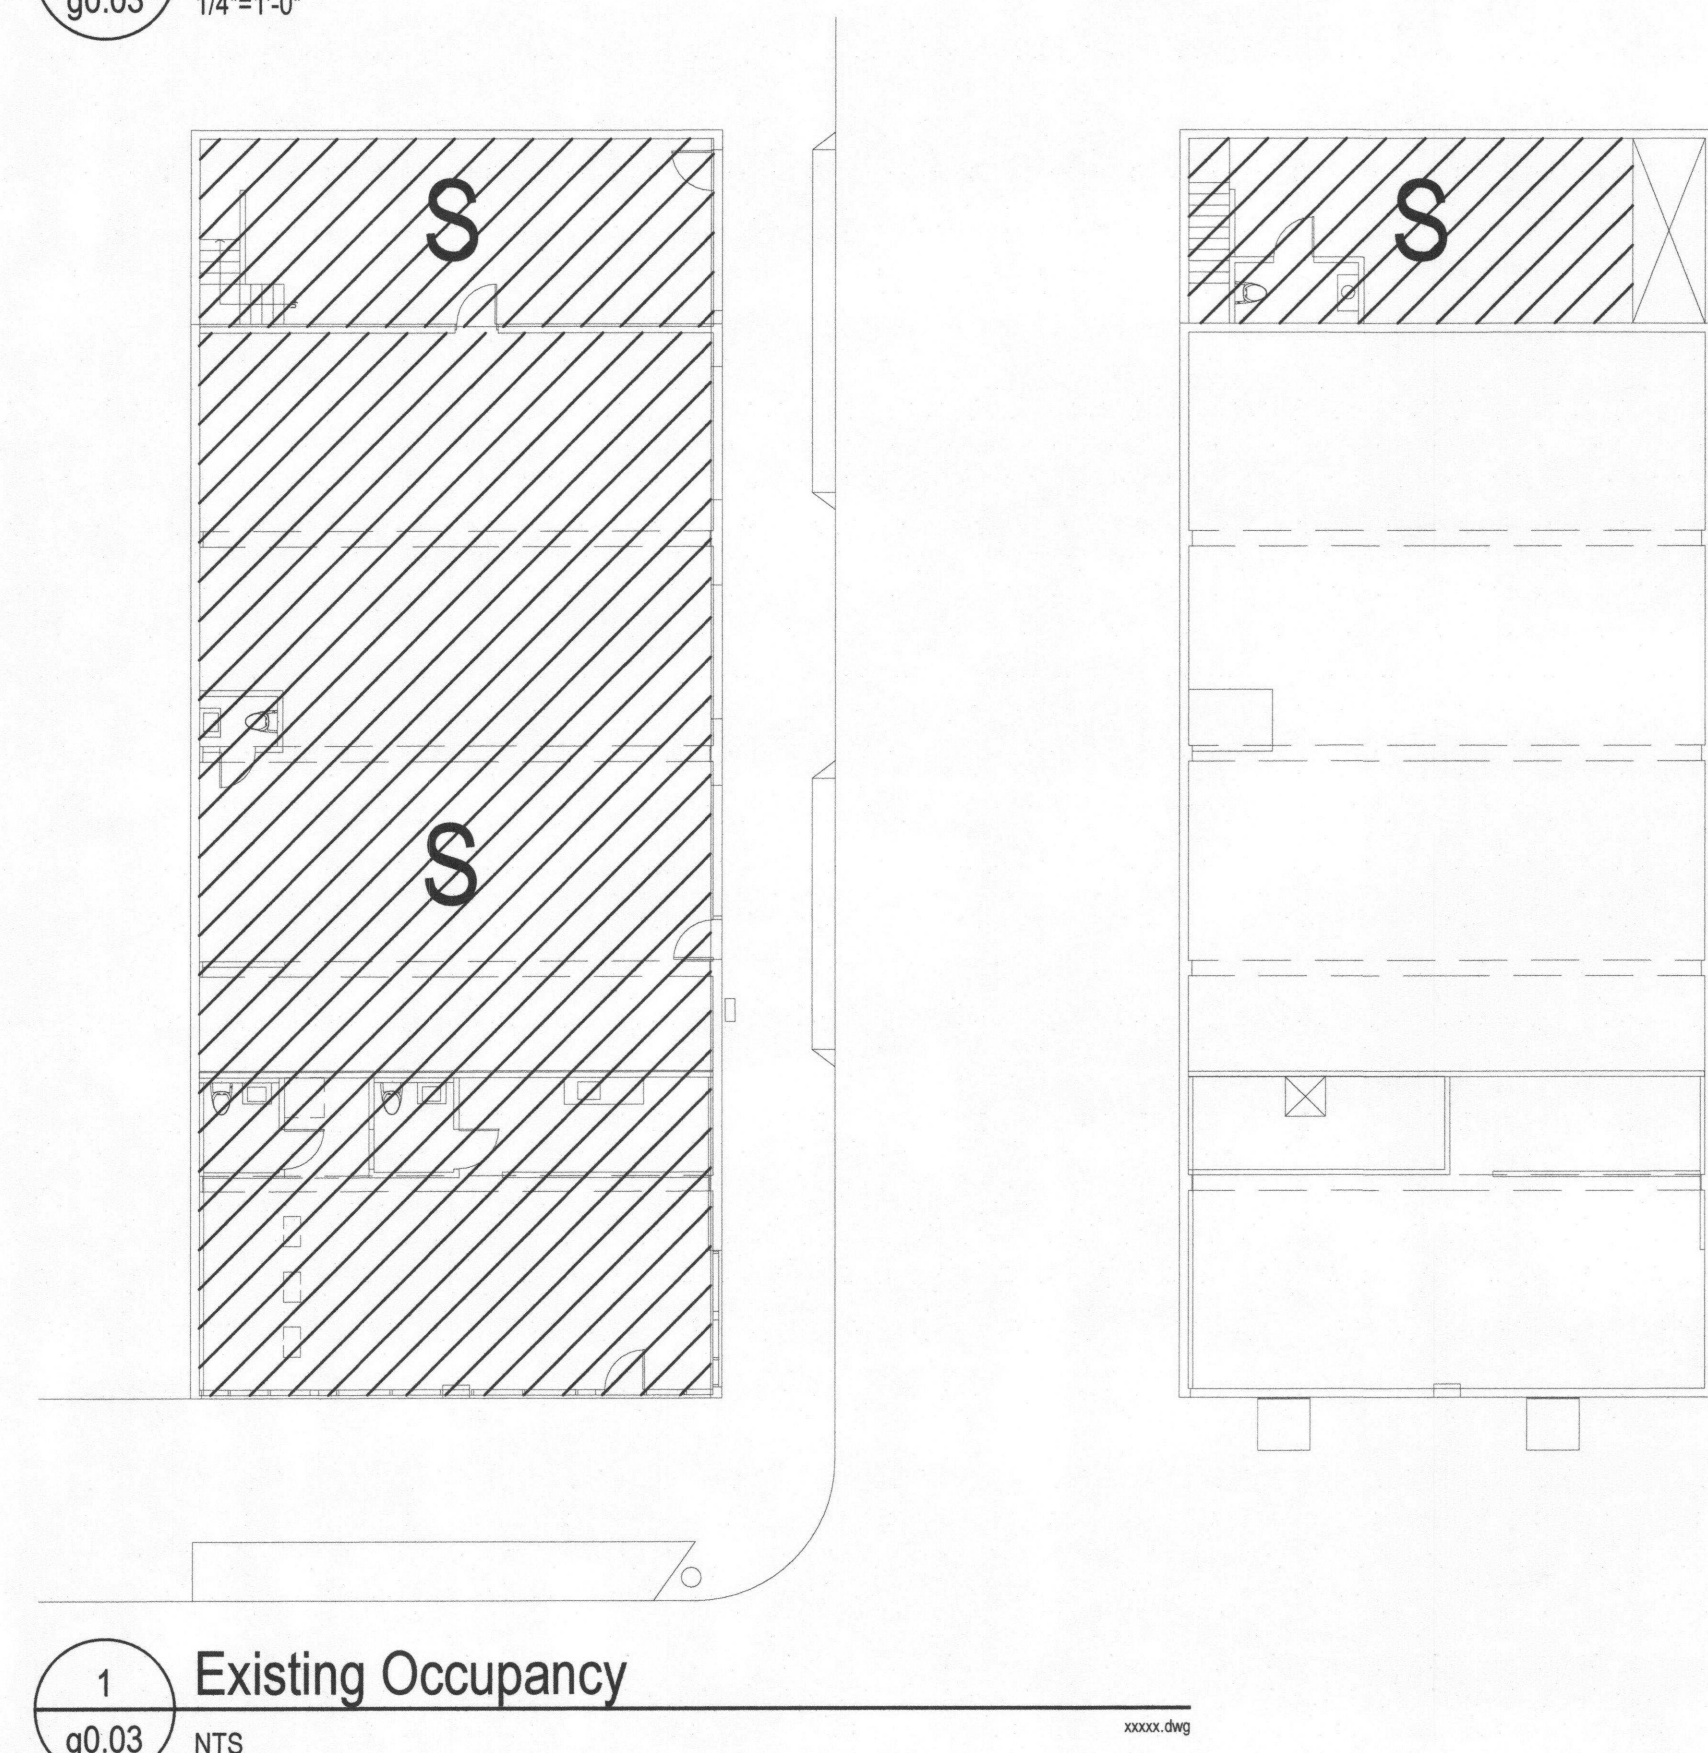 g0.03
1/4"=1'-0"
S
S
S
1
Existing Occupancy
xxxxx.dwg
g0.03
NTS